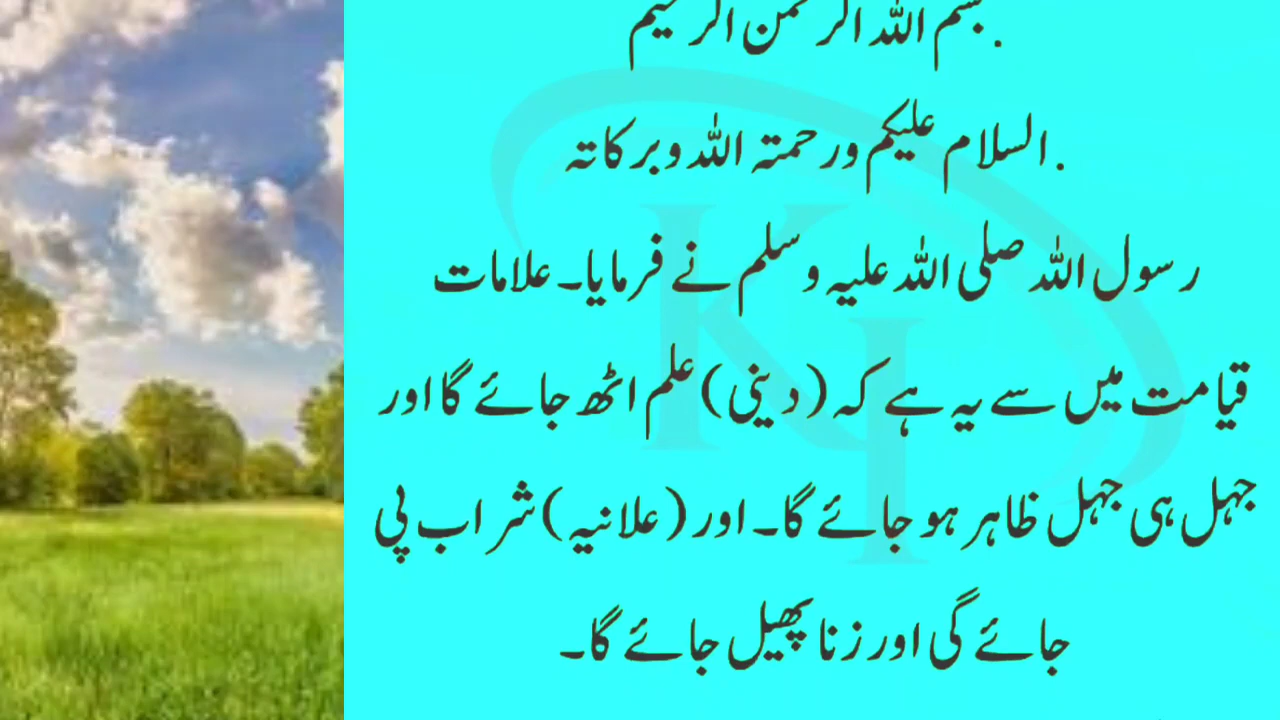 بسم اللہ الرحمن الرحیم.
السلام علیکم ورحمتہ اللہ وبرکاتہ.
رسول اللہ صلی اللہ علیہ وسلم نے فرمایا۔علامات
قیامت میں سے یہ ہے کہ (دینی) علم اٹھ جائے گا اور
جہل ہی جہل ظاہر ہو جائے گا۔اور (علانیہ) شراب پی
جائے گی اور زنا پھیل جائے گا۔
KI